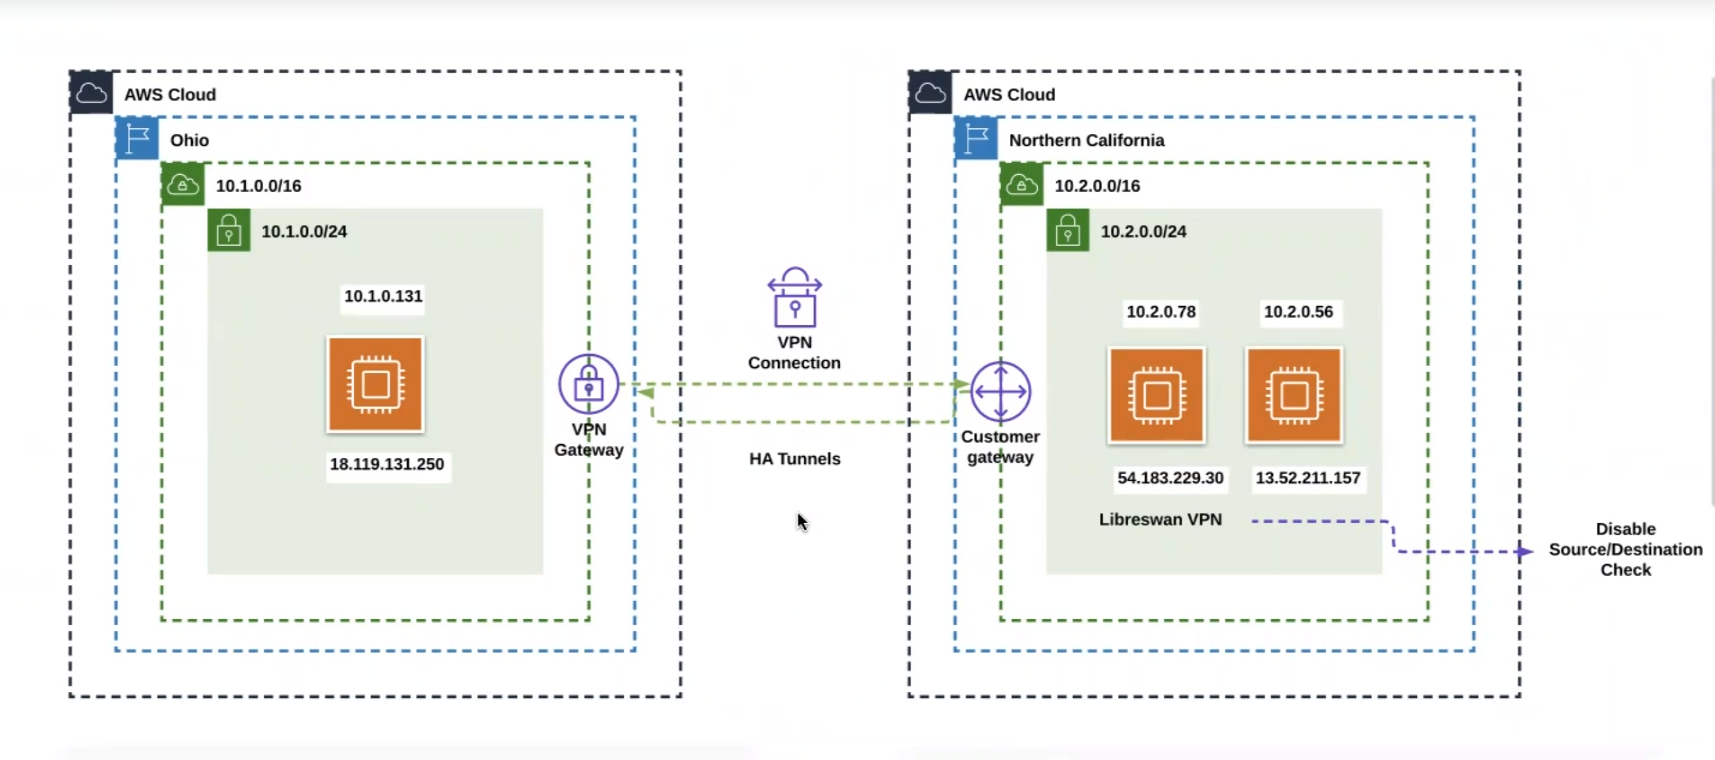 AWS Cloud
Ohio
10.1.0.0/16
10.1.0.0/24
10.1.0.131
18.119.131.250
VPN
Gateway
VPN
Connection
HA Tunnels
AWS Cloud
Northern California
10.2.0.0/16
10.2.0.0/24
10.2.0.78
10.2.0.56
Customer
gateway
54.183.229.30
13.52.211.157
Libreswan VPN
Disable
Source/Destination
Check